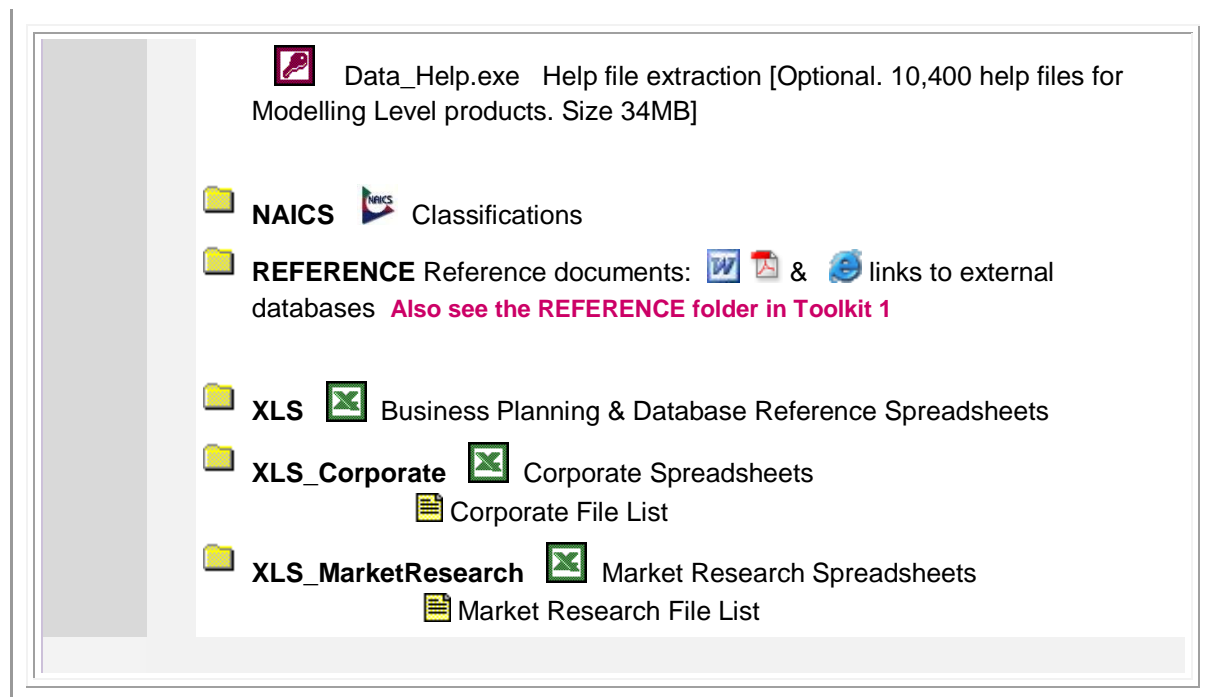 Data_Help.exe Help file extraction [Optional. 10,400 help files for
Modelling Level products. Size 34MB]
NAICS NAICS Classifications
REFERENCE Reference documents: W & links to external
databases Also see the REFERENCE folder in Toolkit 1
XLS X Business Planning & Database Reference Spreadsheets
XLS_Corporate X Corporate Spreadsheets
Corporate File List
XLS_MarketResearch X Market Research Spreadsheets
Market Research File List